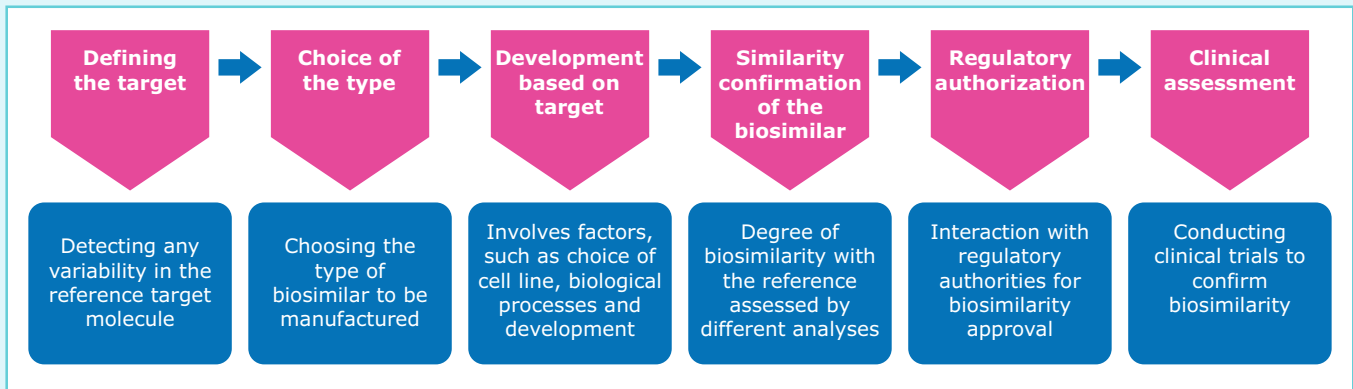 Defining
the target
Choice of
the type
Development
based on
target
Similarity
confirmation
of the
biosimilar
Regulatory
authorization
Clinical
assessment
Detecting any
variability in the
reference target
molecule
Choosing the
type of
biosimilar to be
manufactured
Involves factors,
such as choice of
cell line, biological
processes and
development
Degree of
biosimilarity with
the reference
assessed by
different analyses
Interaction with
regulatory
authorities for
biosimilarity
approval
Conducting
clinical trials to
confirm
biosimilarity